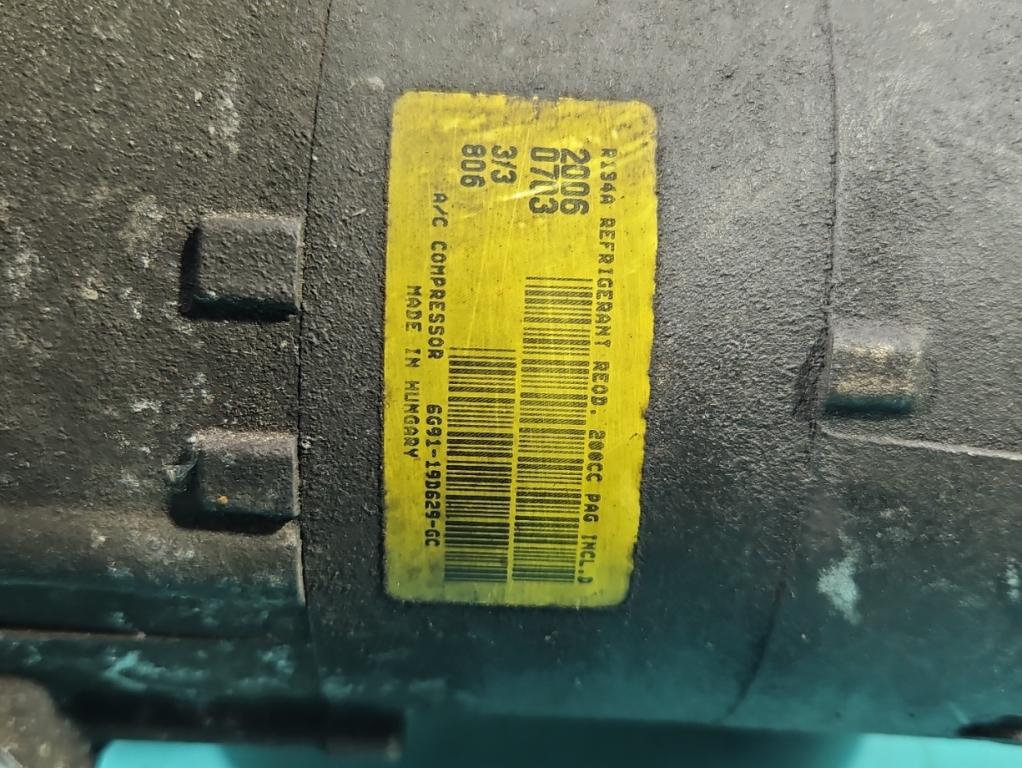 R134A REFRIGERANT REQD. 200CC PAG INCL.D
2006
0703
3/3
806
6G91-19D629-GC
A/C COMPRESSOR
MADE IN HUNGARY